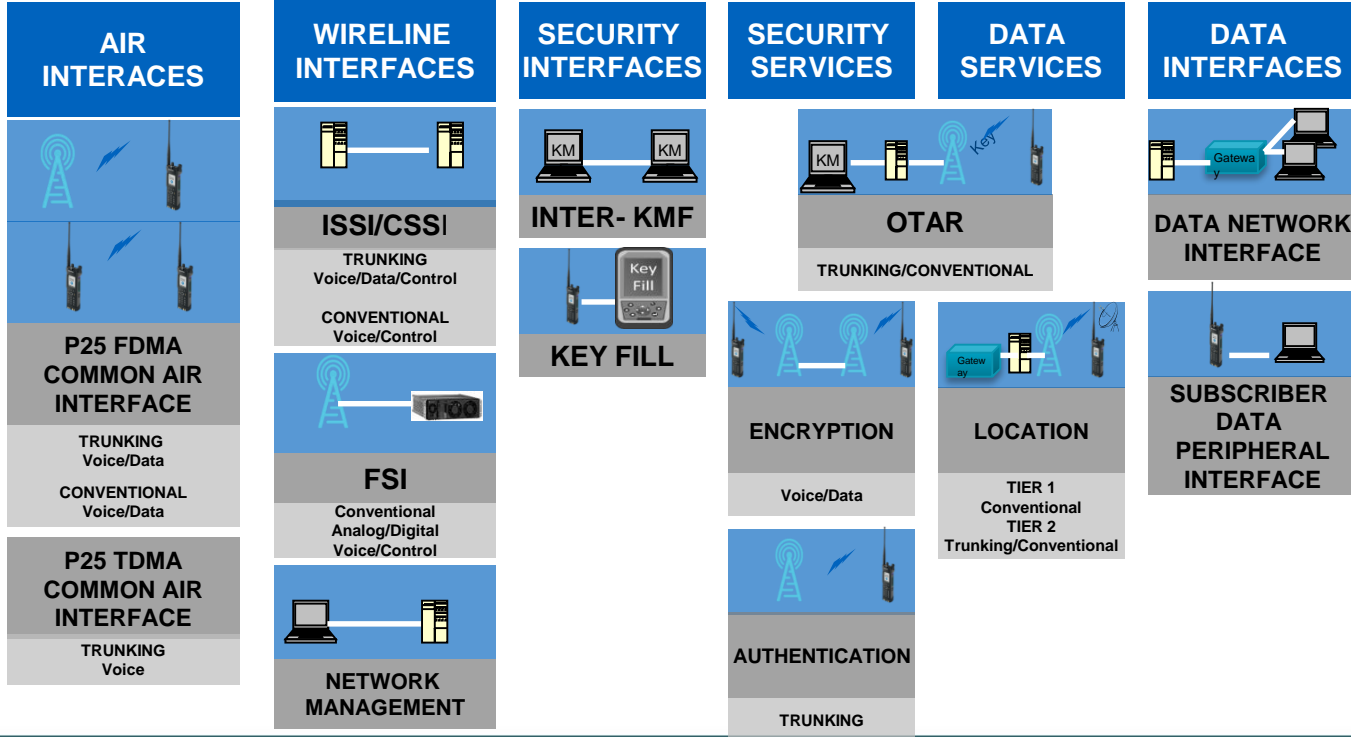 AIR
INTERACES
P25 FDMA
COMMON AIR
INTERFACE
TRUNKING
Voice/Data
CONVENTIONAL
Voice/Data
P25 TDMA
COMMON AIR
INTERFACE
TRUNKING
Voice
WIRELINE
INTERFACES
ISSI/CSSI
TRUNKING
Voice/Data/Control
CONVENTIONAL
Voice/Control
FSI
Conventional
Analog/Digital
Voice/Control
NETWORK
MANAGEMENT
SECURITY
INTERFACES
KM
KM
INTER- KMF
Key
Fill
KEY FILL
SECURITY
SERVICES
DATA
SERVICES
KM
Key
OTAR
TRUNKING/CONVENTIONAL
ENCRYPTION
Voice/Data
AUTHENTICATION
TRUNKING
Gatew
ay
LOCATION
TIER 1
Conventional
TIER 2
Trunking/Conventional
DATA
INTERFACES
Gatewa
y
DATA NETWORK
INTERFACE
SUBSCRIBER
DATA
PERIPHERAL
INTERFACE